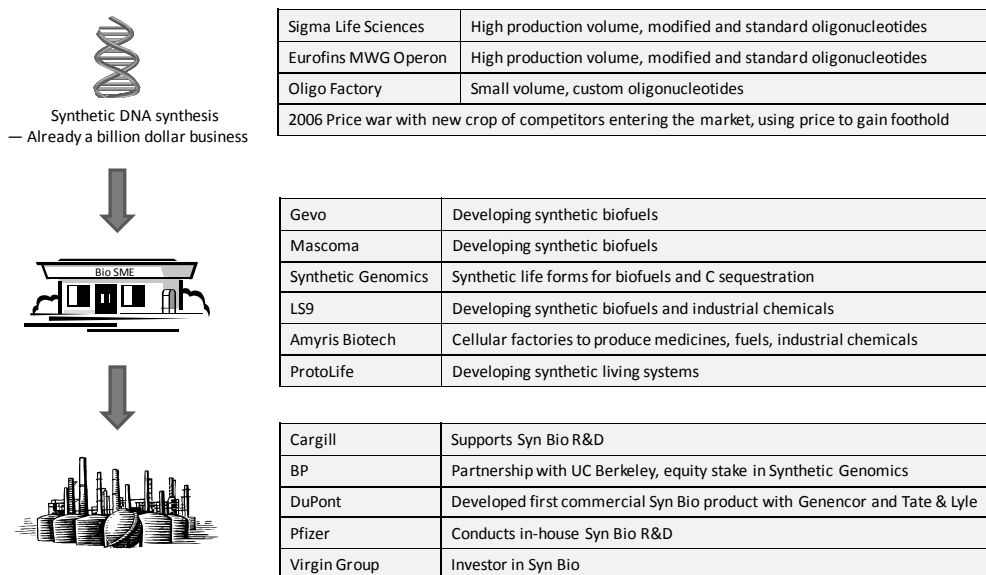 Synthetic DNA synthesis
— Already a billion dollar business
Sigma Life Sciences High production volume, modified and standard oligonucleotides
Eurofins MWG Operon High production volume, modified and standard oligonucleotides
Oligo Factory Small volume, custom oligonucleotides
2006 Price war with new crop of competitors entering the market, using price to gain foothold
Bio SME
Gevo Developing synthetic biofuels
Mascoma Developing synthetic biofuels
Synthetic Genomics Synthetic life forms for biofuels and C sequestration
LS9 Developing synthetic biofuels and industrial chemicals
Amyris Biotech Cellular factories to produce medicines, fuels, industrial chemicals
ProtoLife Developing synthetic living systems
Cargill Supports Syn Bio R&D
BP Partnership with UC Berkeley, equity stake in Synthetic Genomics
DuPont Developed first commercial Syn Bio product with Genencor and Tate & Lyle
Pfizer Conducts in-house Syn Bio R&D
Virgin Group Investor in Syn Bio